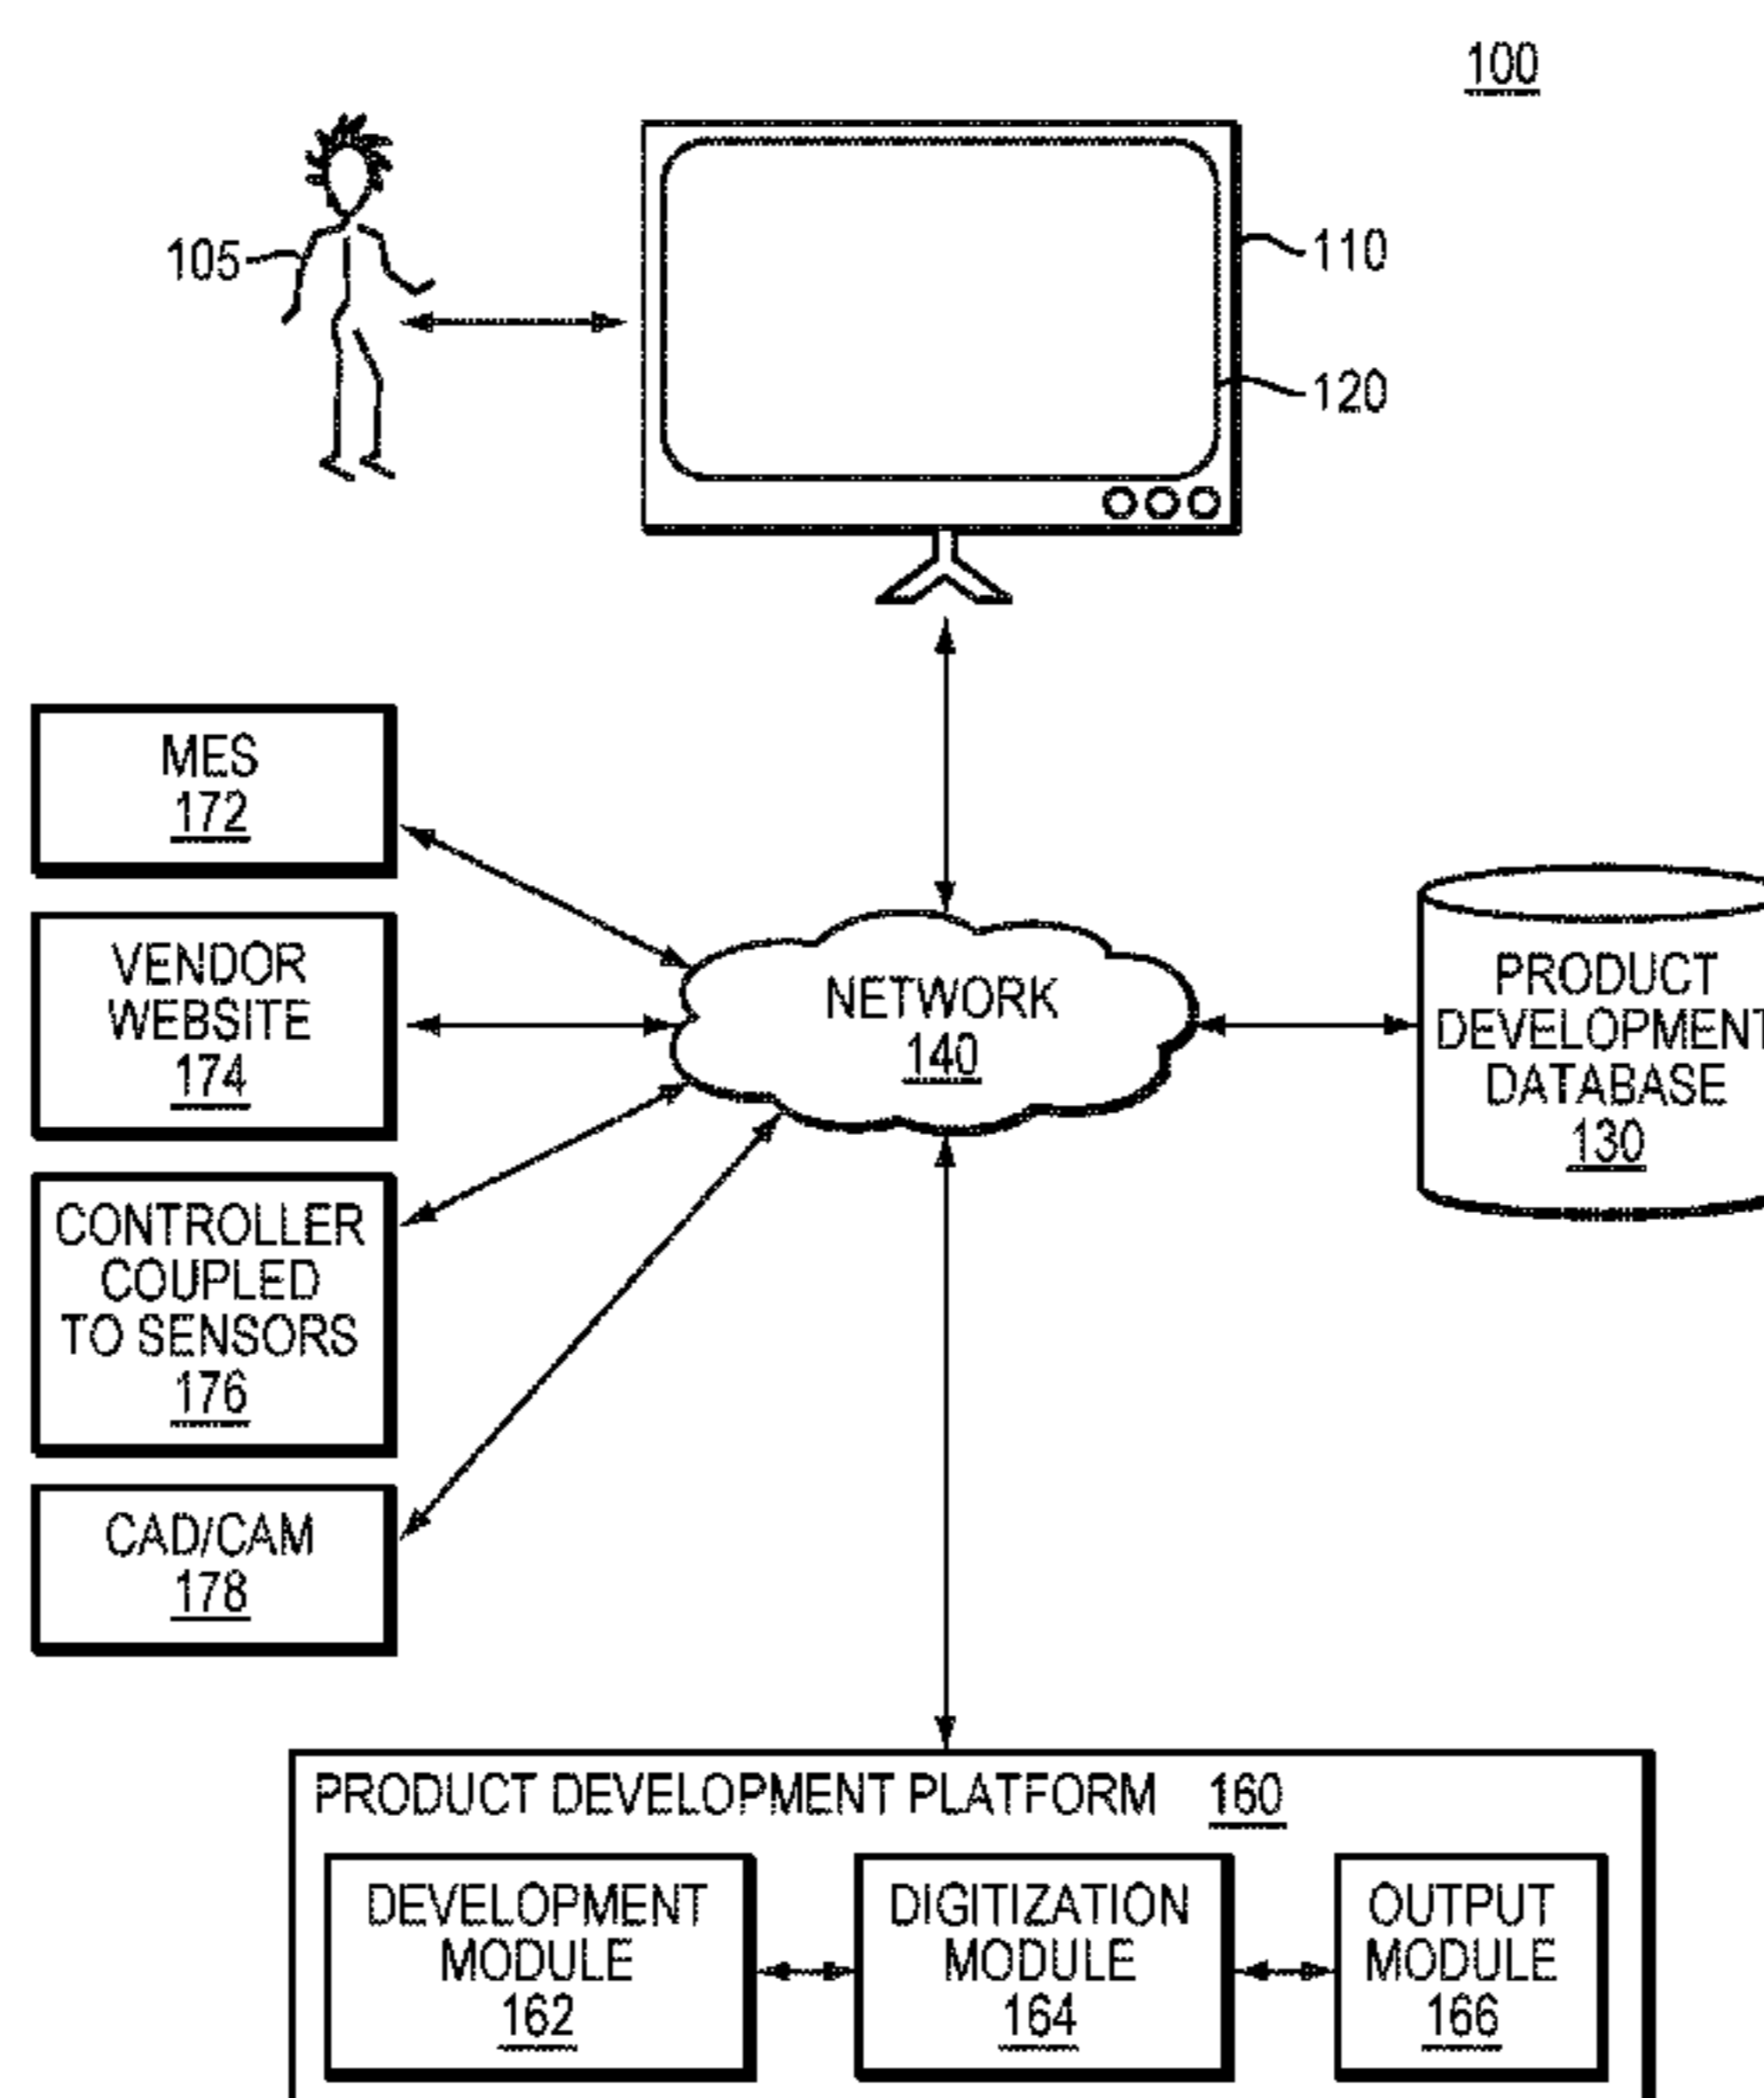 100
105
110
120
MES
172
VENDOR
WEBSITE
174
CONTROLLER
COUPLED
TO SENSORS
176
CAD/CAM
178
NETWORK
140
PRODUCT
DEVELOPMENT
DATABASE
130
PRODUCT DEVELOPMENT PLATFORM 160
DEVELOPMENT
MODULE
162
DIGITIZATION
MODULE
164
OUTPUT
MODULE
166